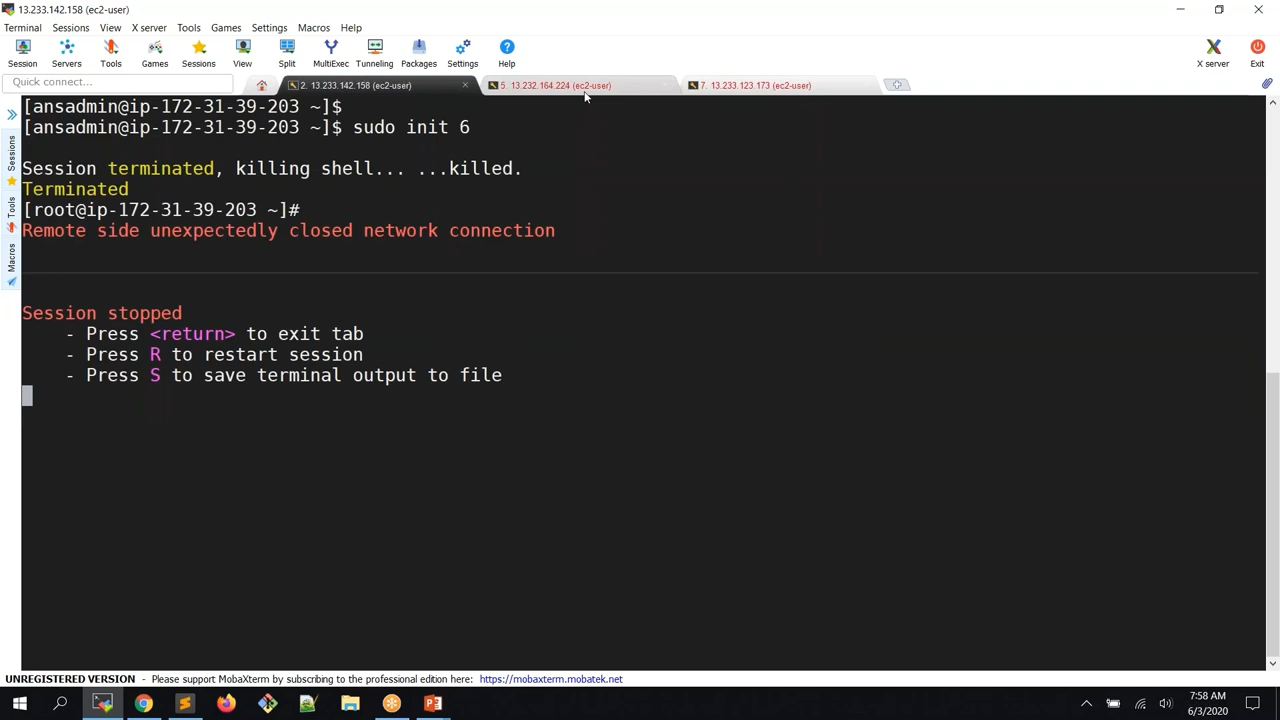 13.233.142.158 (ec2-user)
Terminal Sessions View X server Tools Games Settings Macros Help
Session Servers Tools Games Sessions View Split MultiExec Tunneling Packages Settings Help X server Exit
Quick connect...
2. 13.233.142.158 (ec2-user)
5. 13.232.164.224 (ec2-user)
7. 13.233.123.173 (ec2-user)
Sessions
Tools
Macros
[ansadmin@ip-172-31-39-203 ~]$
[ansadmin@ip-172-31-39-203 ~]$ sudo init 6
Session terminated, killing shell... ...killed.
Terminated
[root@ip-172-31-39-203 ~]#
Remote side unexpectedly closed network connection
Session stopped
- Press <return> to exit tab
- Press R to restart session
- Press S to save terminal output to file
UNREGISTERED VERSION - Please support MobaXterm by subscribing to the professional edition here: https://mobaxterm.mobatek.net
7:58 AM
6/3/2020